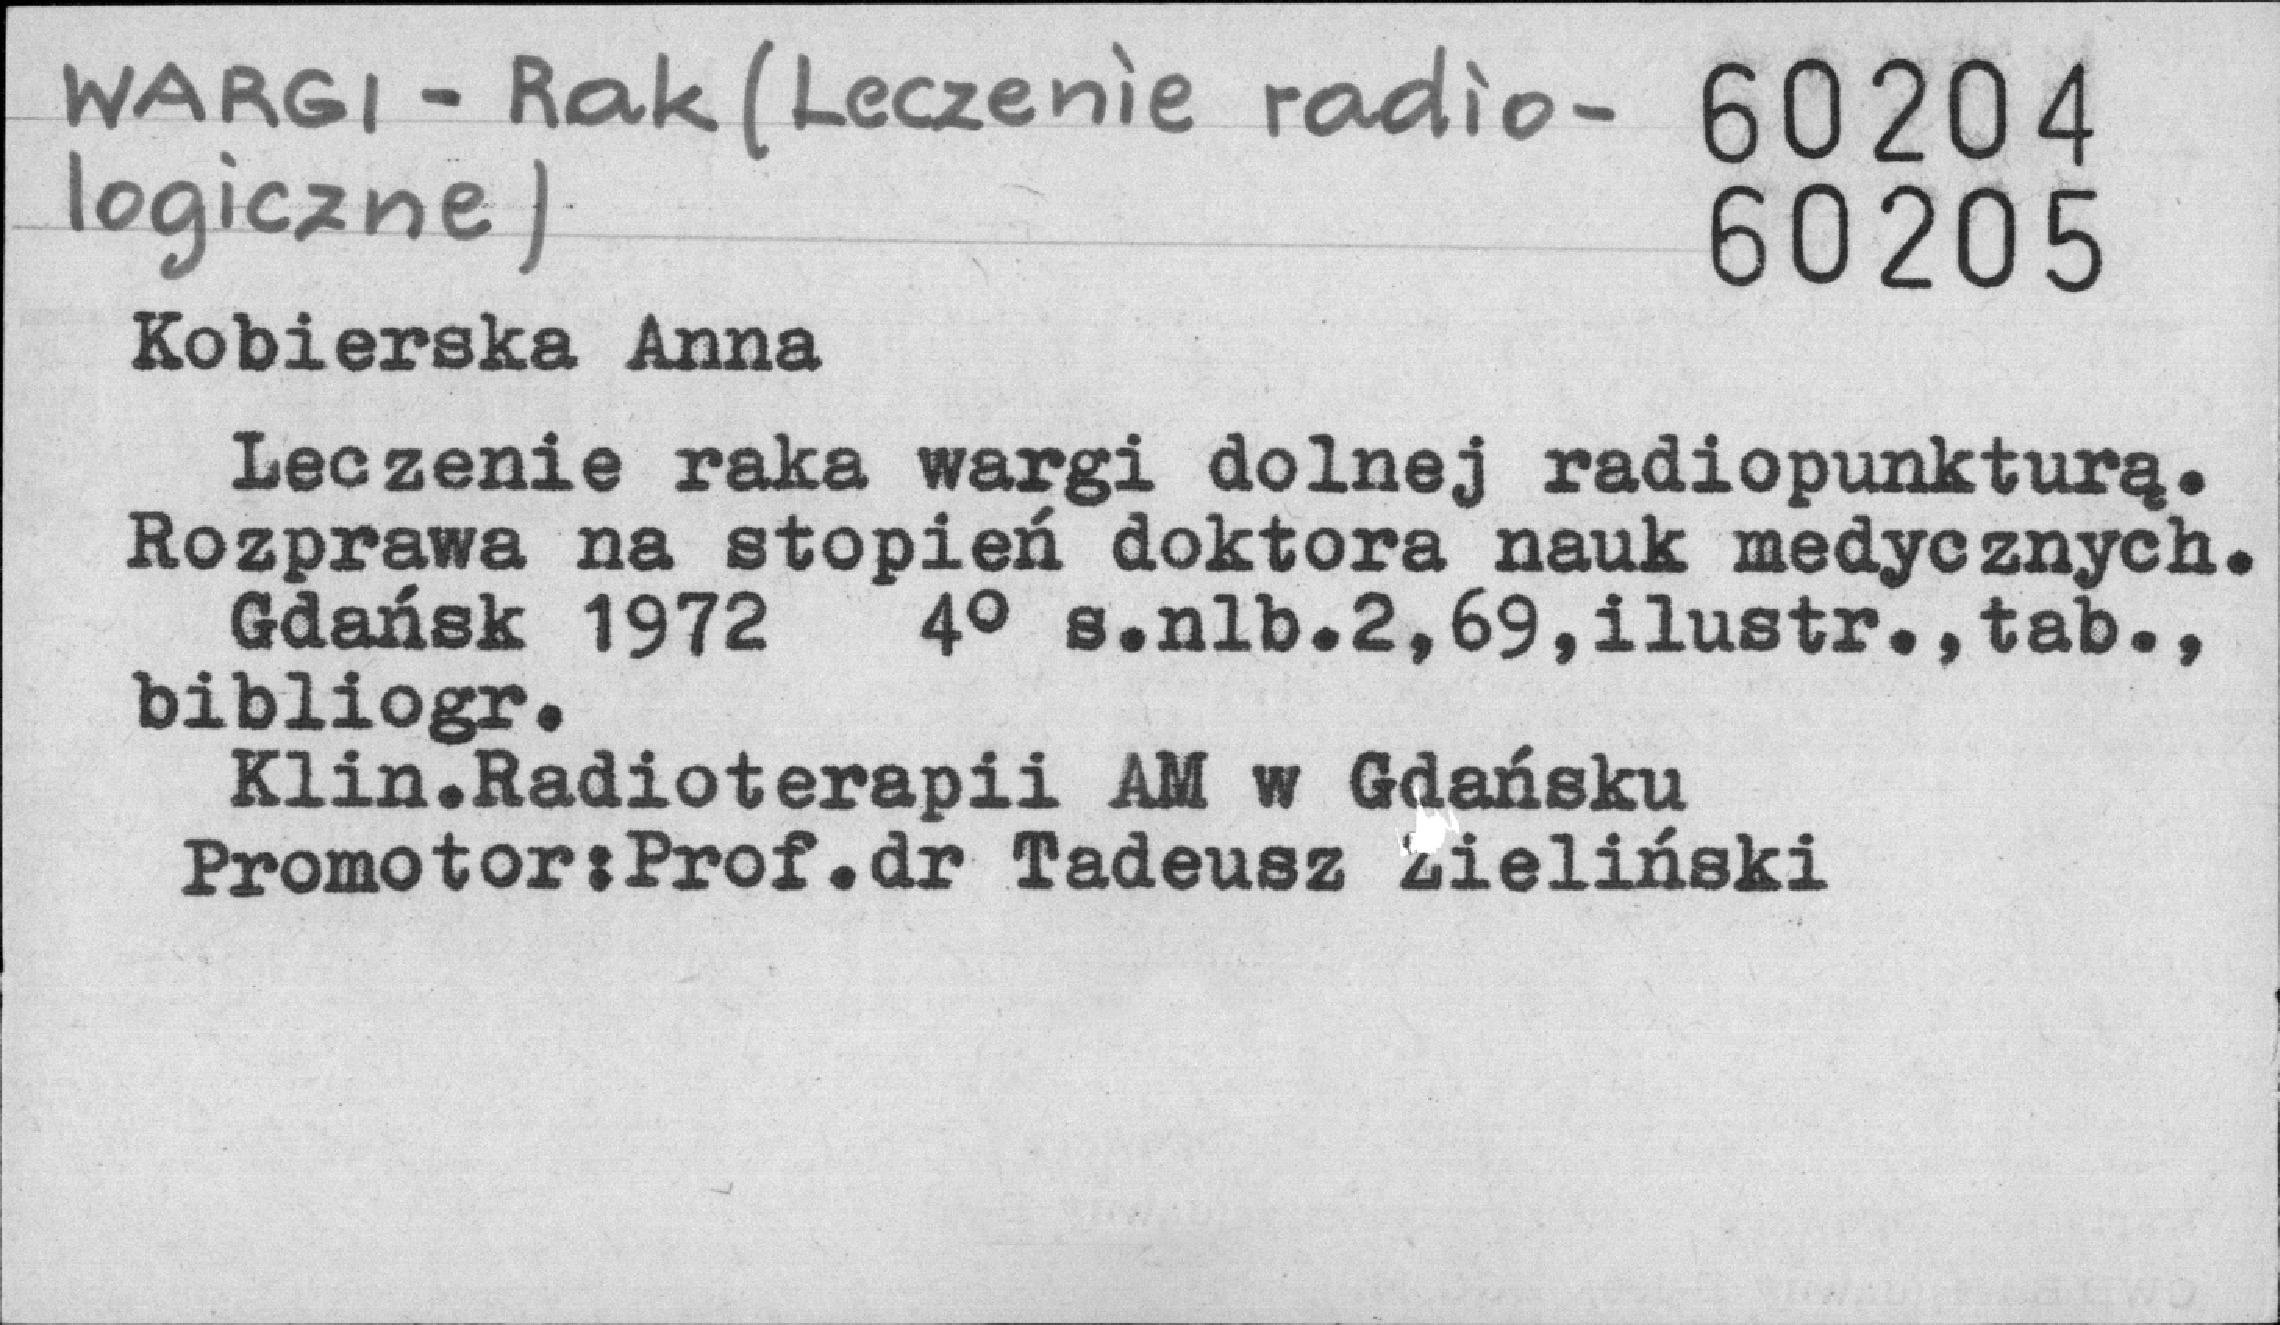 WARGI - Rak (Leczenie radio-
logiczne)
60204
60205
Kobierska Anna
Leczenie raka wargi dolnej radiopunkturą.
Rozprawa na stopień doktora nauk medycznych.
Gdańsk 1972 4º s.nlb.2,69,ilustr.,tab.,
bibliogr.
Klin.Radioterapii AM w Gdańsku
Promotor:Prof.dr Tadeusz Zieliński